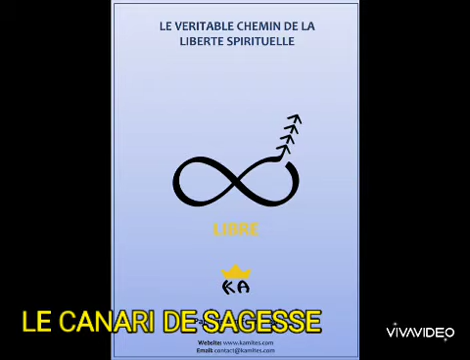 LE VERITABLE CHEMIN DE LA
LIBERTE SPIRITUELLE
LIBRE
KA
LE CANARI DE SAGESSE
Website: www.kamites.com
Email: contact@kamites.com
VIVAVIDEO